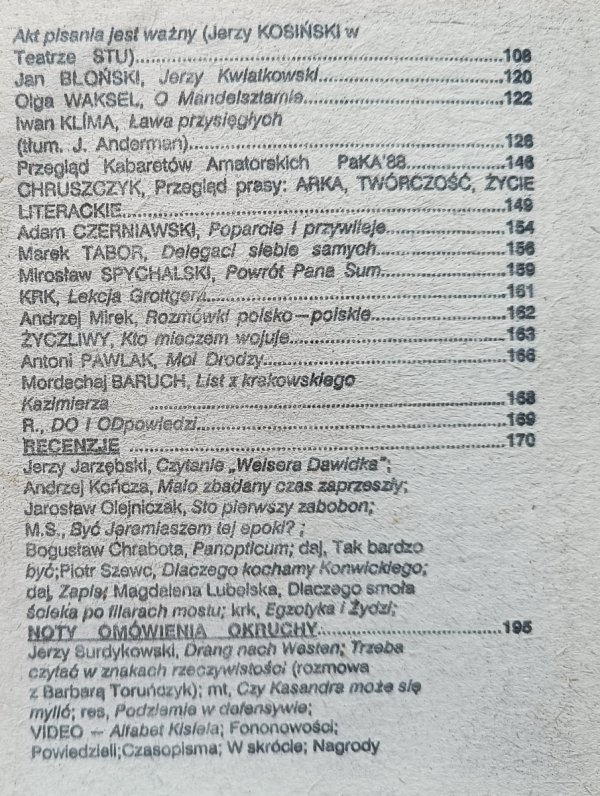 Akt pisania jest ważny (Jerzy KOSIŃSKI w
Teatrze STU)..........108
Jan BŁOŃSKI, Jerzy Kwiatkowski..........120
Olga WAKSEL, O Mandelsztamie..........122
Iwan KLÍMA, Ława przysięgłych
(tłum. J. Anderman)..........126
Przegląd Kabaretów Amatorskich PaKA'88..........146
CHRUSZCZYK, Przegląd prasy: ARKA, TWÓRCZOŚĆ, ŻYCIE
LITERACKIE..........149
Adam CZERNIAWSKI, Poparcie i przywileje..........154
Marek TABOR, Delegaci siebie samych..........156
Mirosław SPYCHALSKI, Powrót Pana Sum..........159
KRK, Lekcja Grottgera..........161
Andrzej Mirek, Rozmówki polsko—polskie..........162
ŻYCZLIWY, Kto mieczem wojuje..........163
Antoni PAWLAK, Moi Drodzy..........166
Mordechaj BARUCH, List z krakowskiego
Kazimierza ..........168
R., DO I ODpowiedzi..........169
RECENZJE ..........170
Jerzy Jarzębski, Czytanie „Weisera Dawidka";
Andrzej Kończa, Mało zbadany czas zaprzeszły;
Jarosław Olejniczak, Sto pierwszy zabobon;
M.S., Być Jeremiaszem tej epoki? ;
Bogusław Chrabota, Panopticum; daj, Tak bardzo
być;Piotr Szewc, Dlaczego kochamy Konwickiego;
daj, Zapis; Magdalena Lubelska, Dlaczego smoła
ścieka po filarach mostu; krk, Egzotyka i Żydzi;
NOTY OMÓWIENIA OKRUCHY..........195
Jerzy Surdykowski, Drang nach Westen; Trzeba
czytać w znakach rzeczywistości (rozmowa
z Barbarą Toruńczyk); mt, Czy Kasandra może się
mylić; res, Podziemie w defensywie;
VIDEO — Alfabet Kisiela; Fononowości;
Powiedzieli;Czasopisma; W skrócie; Nagrody